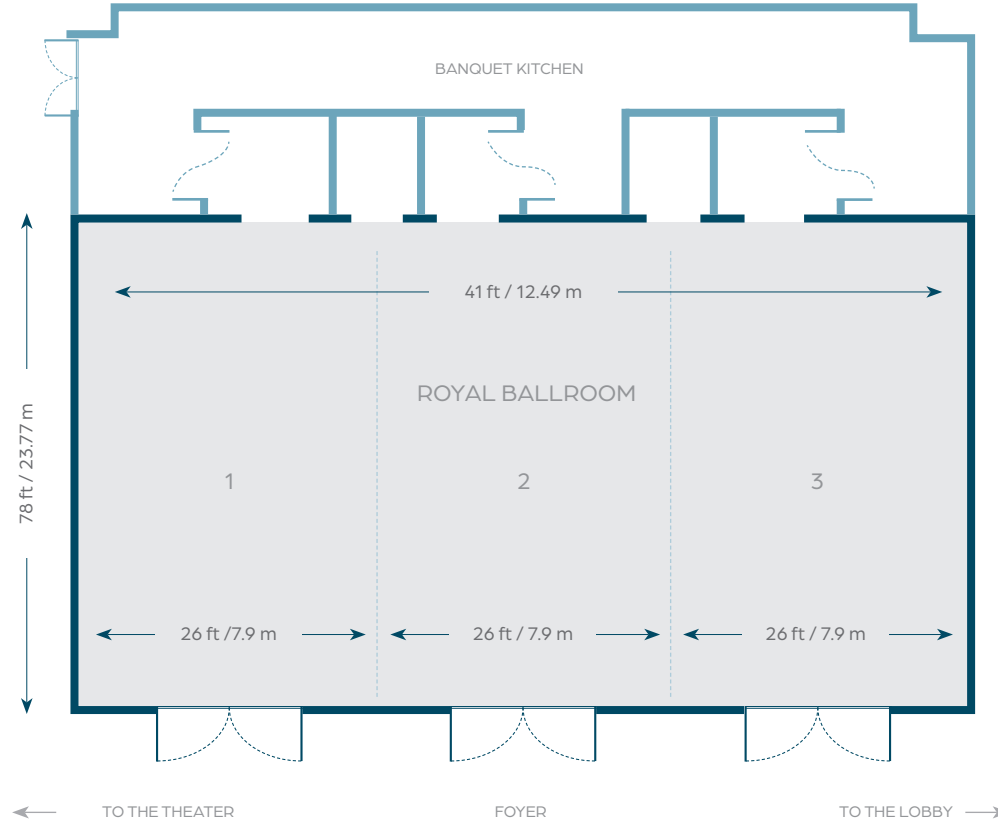 BANQUET KITCHEN
41 ft / 12.49 m
ROYAL BALLROOM
78 ft / 23.77 m
1
2
3
26 ft /7.9 m
26 ft / 7.9 m
26 ft / 7.9 m
TO THE THEATER
FOYER
TO THE LOBBY